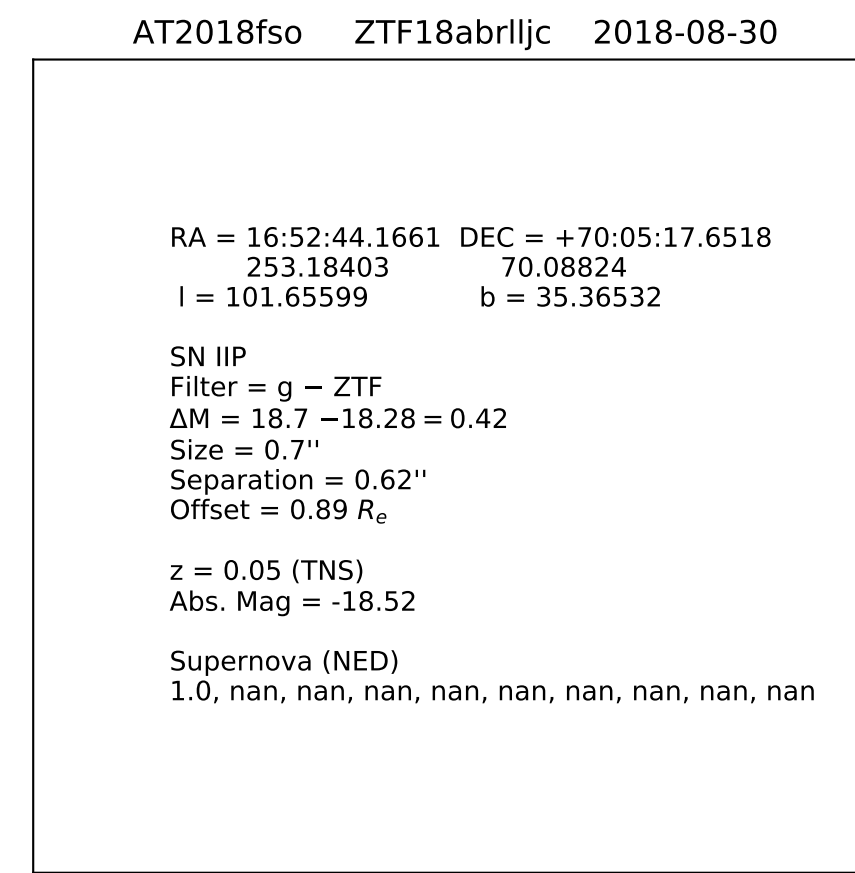 AT2018fso ZTF18abrlljc 2018-08-30
RA = 16:52:44.1661 DEC = +70:05:17.6518
253.18403 70.08824
l = 101.65599 b = 35.36532
SN IIP
Filter = g − ZTF
ΔM = 18.7 −18.28 = 0.42
Size = 0.7''
Separation = 0.62''
Offset = 0.89 Rₑ
z = 0.05 (TNS)
Abs. Mag = -18.52
Supernova (NED)
1.0, nan, nan, nan, nan, nan, nan, nan, nan, nan